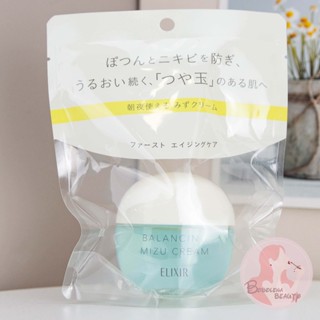 ぽつんとニキビを防ぎ、
うるおい続く、「つや玉」のある肌へ
朝夜使える みずクリーム
ファースト エイジングケア
BALANCING
MIZU CREAM
ELIXIR
BEAUTY